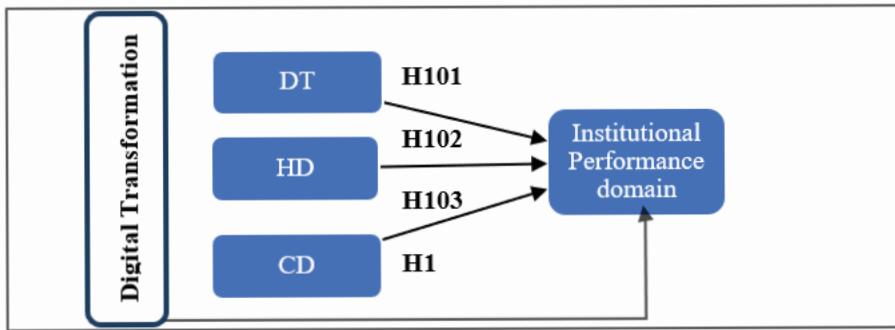 Digital Transformation
DT
H101
HD
H102
H103
CD
H1
Institutional
Performance
domain